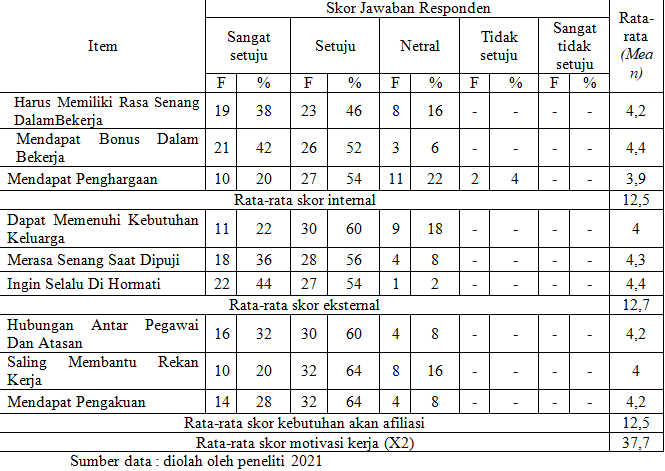 Item Skor Jawaban Responden Rata-rata (Mean)
Sangat setuju Setuju Netral Tidak setuju Sangat tidak setuju
F % F % F % F % F %
Harus Memiliki Rasa Senang DalamBekerja 19 38 23 46 8 16 - - - - 4,2
Mendapat Bonus Dalam Bekerja 21 42 26 52 3 6 - - - - 4,4
Mendapat Penghargaan 10 20 27 54 11 22 2 4 - - 3,9
Rata-rata skor internal 12,5
Dapat Memenuhi Kebutuhan Keluarga 11 22 30 60 9 18 - - - - 4
Merasa Senang Saat Dipuji 18 36 28 56 4 8 - - - - 4,3
Ingin Selalu Di Hormati 22 44 27 54 1 2 - - - - 4,4
Rata-rata skor eksternal 12,7
Hubungan Antar Pegawai Dan Atasan 16 32 30 60 4 8 - - - - 4,2
Saling Membantu Rekan Kerja 10 20 32 64 8 16 - - - - 4
Mendapat Pengakuan 14 28 32 64 4 8 - - - - 4,2
Rata-rata skor kebutuhan akan afiliasi 12,5
Rata-rata skor motivasi kerja (X2) 37,7
Sumber data : diolah oleh peneliti 2021